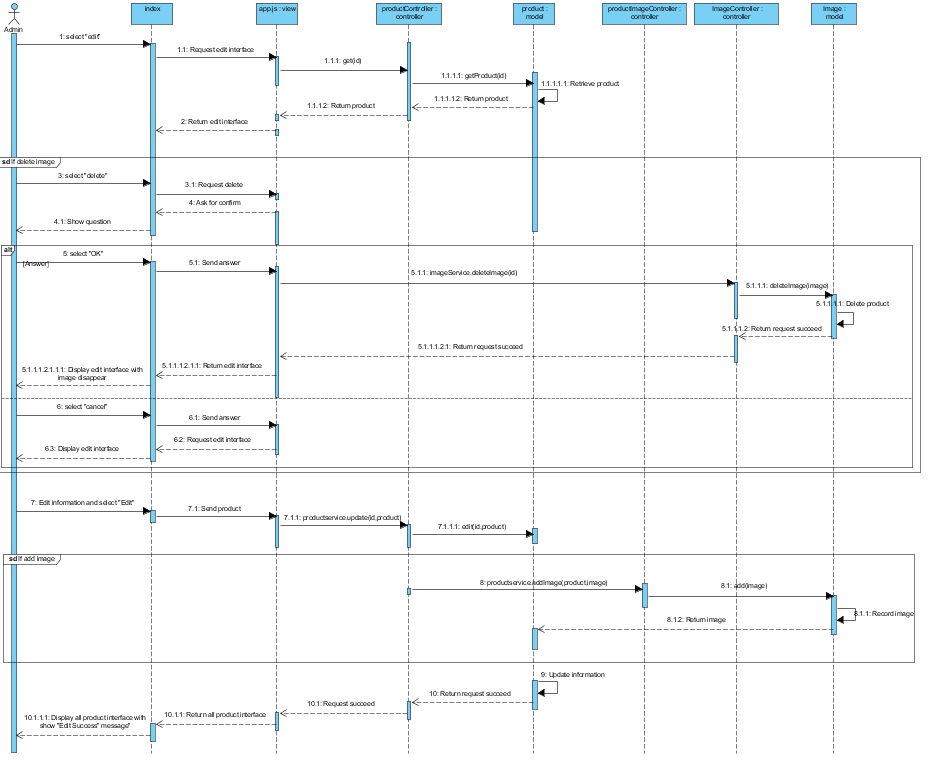 index
app.js : view
productController :
controller
product :
model
productImageController :
controller
ImageController :
controller
Image :
model
Admin
1: select "edit"
1.1: Request edit interface
1.1.1: get(id)
1.1.1.1: getProduct(id)
1.1.1.1.1: Retrieve product
1.1.1.1.2: Return product
1.1.1.2: Return product
2: Return edit interface
sd If delete image
3: select "delete"
3.1: Request delete
4: Ask for confirm
4.1: Show question
alt
[Answer]
5: select "OK"
5.1: Send answer
5.1.1: imageService.deleteImage(id)
5.1.1.1: deleteImage(image)
5.1.1.1.1: Delete product
5.1.1.1.2: Return request succeed
5.1.1.1.2.1: Return request succeed
5.1.1.1.2.1.1: Return edit interface
5.1.1.1.2.1.1.1: Display edit interface with
image disappear
6: select "cancel"
6.1: Send answer
6.2: Request edit interface
6.3: Display edit interface
7: Edit information and select "Edit"
7.1: Send product
7.1.1: productservice.update(id,product)
7.1.1.1: edit(id,product)
sd If add image
8: productservice.addImage(product,image)
8.1: add(image)
8.1.1: Record image
8.1.2: Return image
9: Update information
10: Return request succeed
10.1: Request succeed
10.1.1: Return all product interface
10.1.1.1: Display all product interface with
show "Edit Success" message"